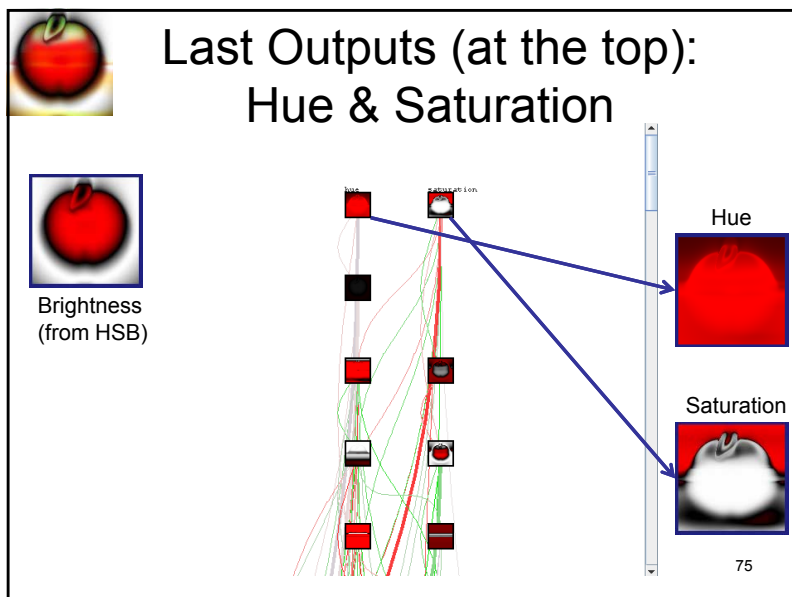 Last Outputs (at the top):
Hue & Saturation
hue
saturation
Hue
Brightness
(from HSB)
Saturation
75